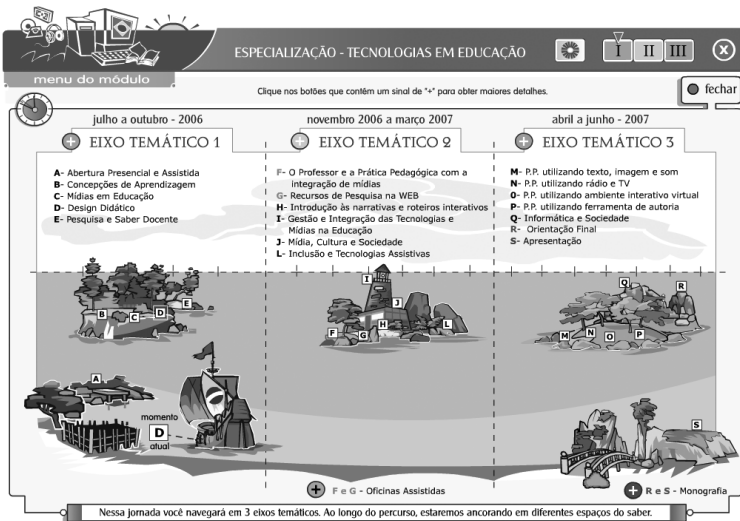 ESPECIALIZAÇÃO - TECNOLOGIAS EM EDUCAÇÃO
I II III
X
menu do módulo
Clique nos botões que contêm um sinal de "+" para obter maiores detalhes.
fechar
julho a outubro - 2006
+ EIXO TEMÁTICO 1
A- Abertura Presencial e Assistida
B- Concepções de Aprendizagem
C- Mídias em Educação
D- Design Didático
E- Pesquisa e Saber Docente
novembro 2006 a março 2007
+ EIXO TEMÁTICO 2
F- O Professor e a Prática Pedagógica com a
integração de mídias
G- Recursos de Pesquisa na WEB
H- Introdução às narrativas e roteiros interativos
I- Gestão e Integração das Tecnologias e
Mídias na Educação
J- Mídia, Cultura e Sociedade
L- Inclusão e Tecnologias Assistivas
abril a junho - 2007
+ EIXO TEMÁTICO 3
M- P.P. utilizando texto, imagem e som
N- P.P. utilizando rádio e TV
O- P.P. utilizando ambiente interativo virtual
P- P.P. utilizando ferramenta de autoria
Q- Informática e Sociedade
R- Orientação Final
S- Apresentação
B C D E
F G H I J L
M N O P Q R
A
momento
D
atual
S
+ F e G - Oficinas Assistidas
+ R e S - Monografia
Nessa jornada você navegará em 3 eixos temáticos. Ao longo do percurso, estaremos ancorando em diferentes espaços do saber.